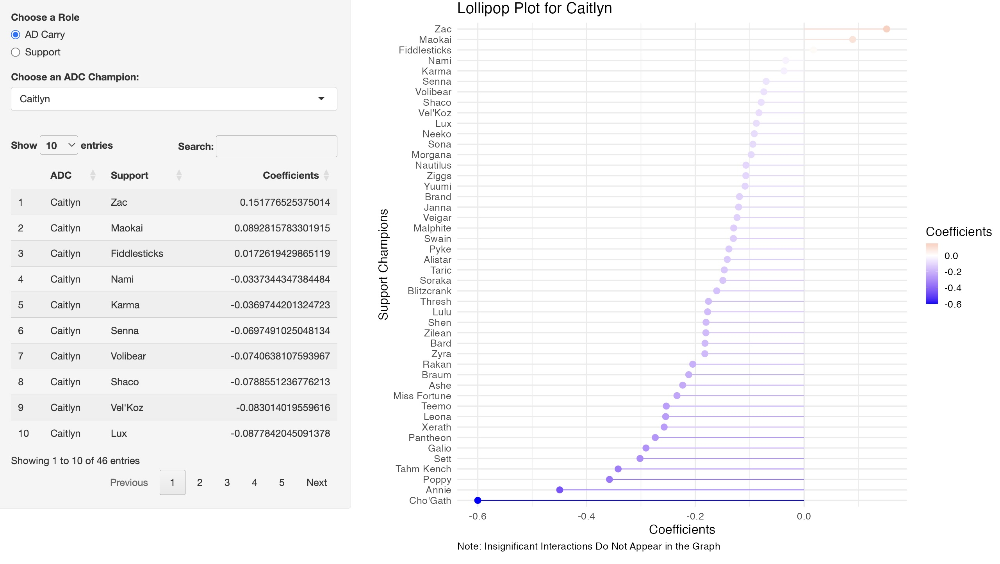 Choose a Role
AD Carry
Support
Choose an ADC Champion:
Caitlyn
Show 10 entries
Search:
ADC Support Coefficients
1 Caitlyn Zac 0.151776525375014
2 Caitlyn Maokai 0.0892815783301915
3 Caitlyn Fiddlesticks 0.0172619429865119
4 Caitlyn Nami -0.0337344347384484
5 Caitlyn Karma -0.0369744201324723
6 Caitlyn Senna -0.0697491025048134
7 Caitlyn Volibear -0.0740638107593967
8 Caitlyn Shaco -0.0788551236776213
9 Caitlyn Vel'Koz -0.083014019559616
10 Caitlyn Lux -0.0877842045091378
Showing 1 to 10 of 46 entries
Previous 1 2 3 4 5 Next
Lollipop Plot for Caitlyn
Support Champions
Zac
Maokai
Fiddlesticks
Nami
Karma
Senna
Volibear
Shaco
Vel'Koz
Lux
Neeko
Sona
Morgana
Nautilus
Ziggs
Yuumi
Brand
Janna
Veigar
Malphite
Swain
Pyke
Alistar
Taric
Soraka
Blitzcrank
Thresh
Lulu
Shen
Zilean
Bard
Zyra
Rakan
Braum
Ashe
Miss Fortune
Teemo
Leona
Xerath
Pantheon
Galio
Sett
Tahm Kench
Poppy
Annie
Cho'Gath
-0.6 -0.4 -0.2 0.0
Coefficients
Note: Insignificant Interactions Do Not Appear in the Graph
Coefficients
0.0
-0.2
-0.4
-0.6